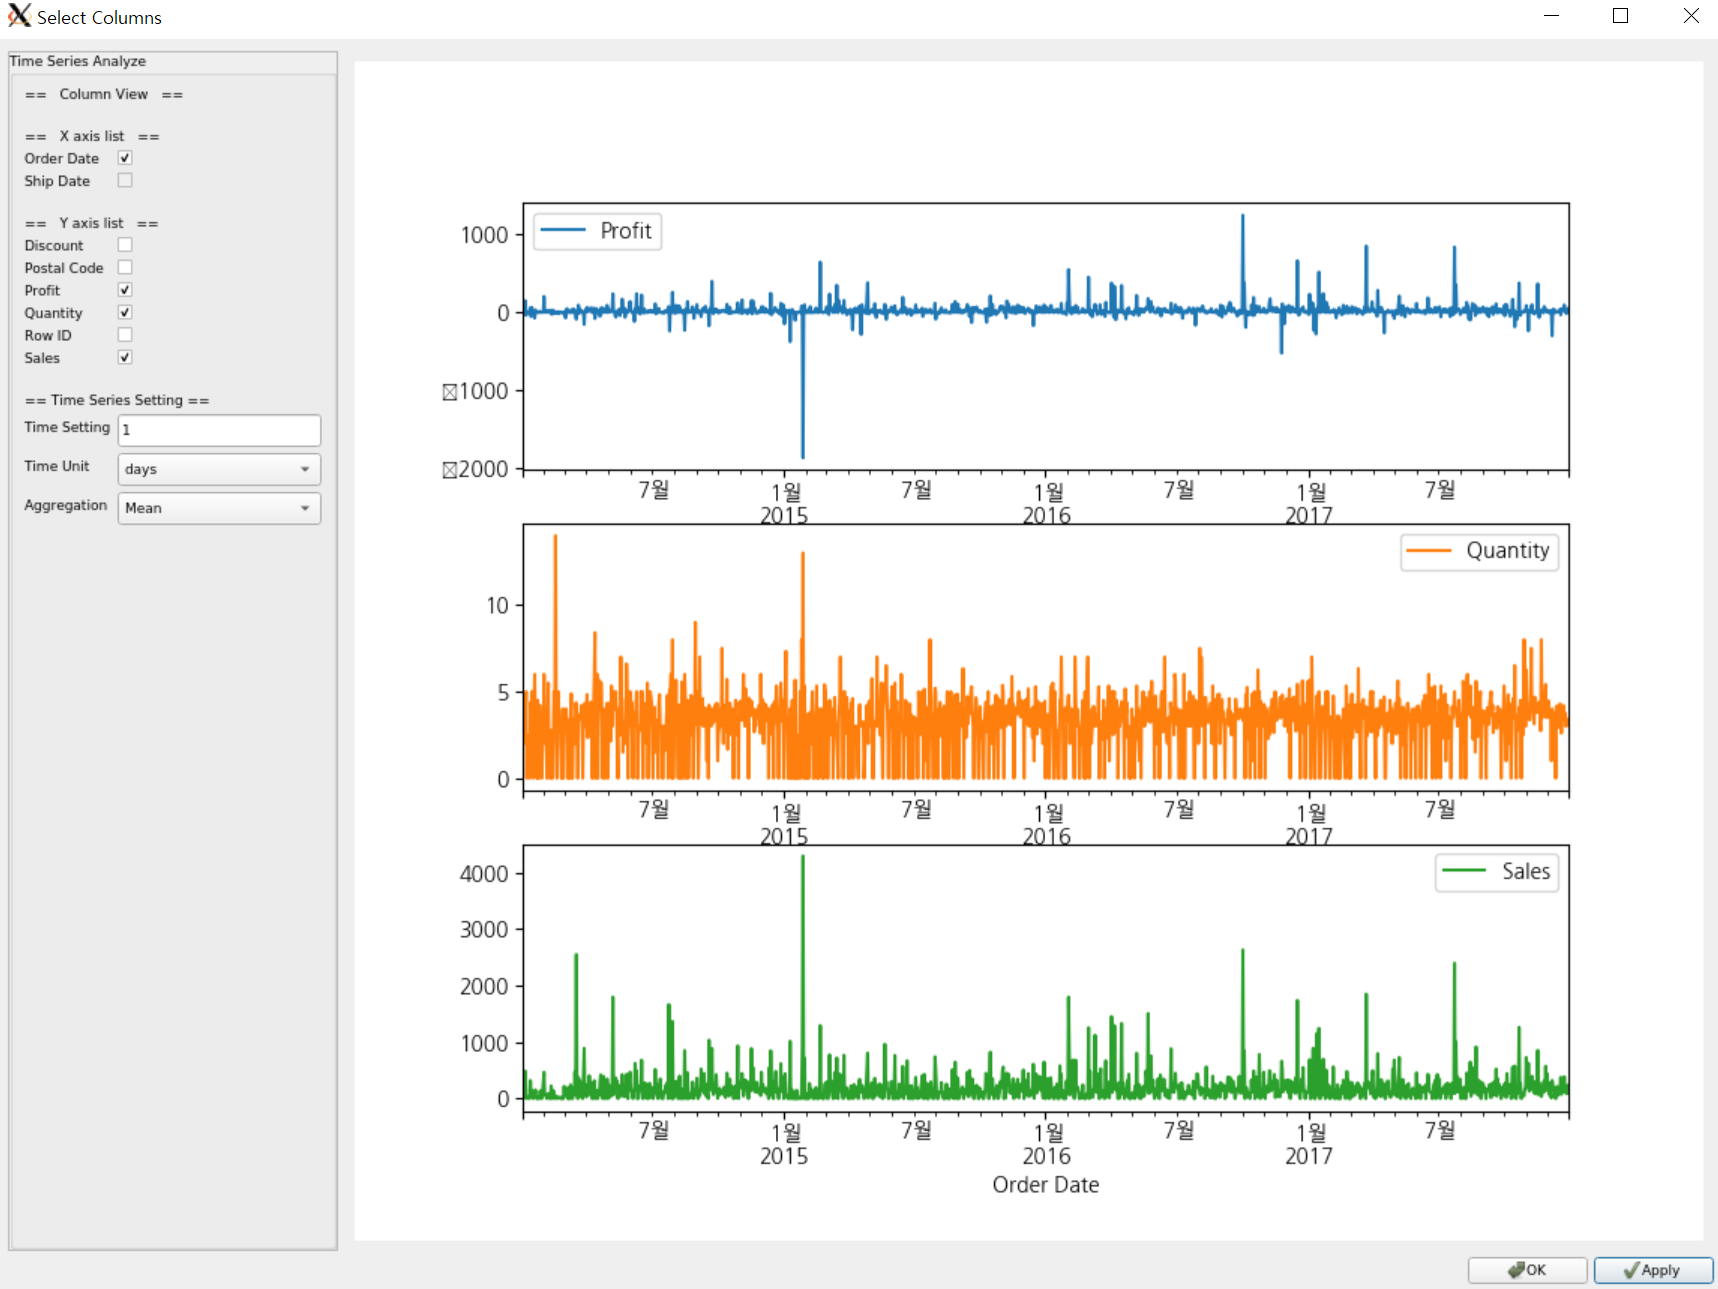 Select Columns
Time Series Analyze
== Column View ==
== X axis list ==
Order Date
Ship Date
== Y axis list ==
Discount
Postal Code
Profit
Quantity
Row ID
Sales
== Time Series Setting ==
Time Setting 1
Time Unit days
Aggregation Mean
Profit
1000
0
1000
2000
7월 1월 7월 1월 7월 1월 7월
2015 2016 2017
Quantity
10
5
0
7월 1월 7월 1월 7월 1월 7월
2015 2016 2017
Sales
4000
3000
2000
1000
0
7월 1월 7월 1월 7월 1월 7월
2015 2016 2017
Order Date
OK Apply